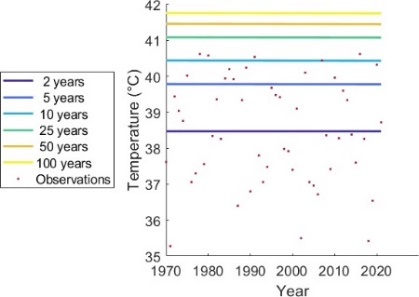 42
41
40
39
38
37
36
35
Temperature (°C)
1970 1980 1990 2000 2010 2020
Year
2 years
5 years
10 years
25 years
50 years
100 years
Observations